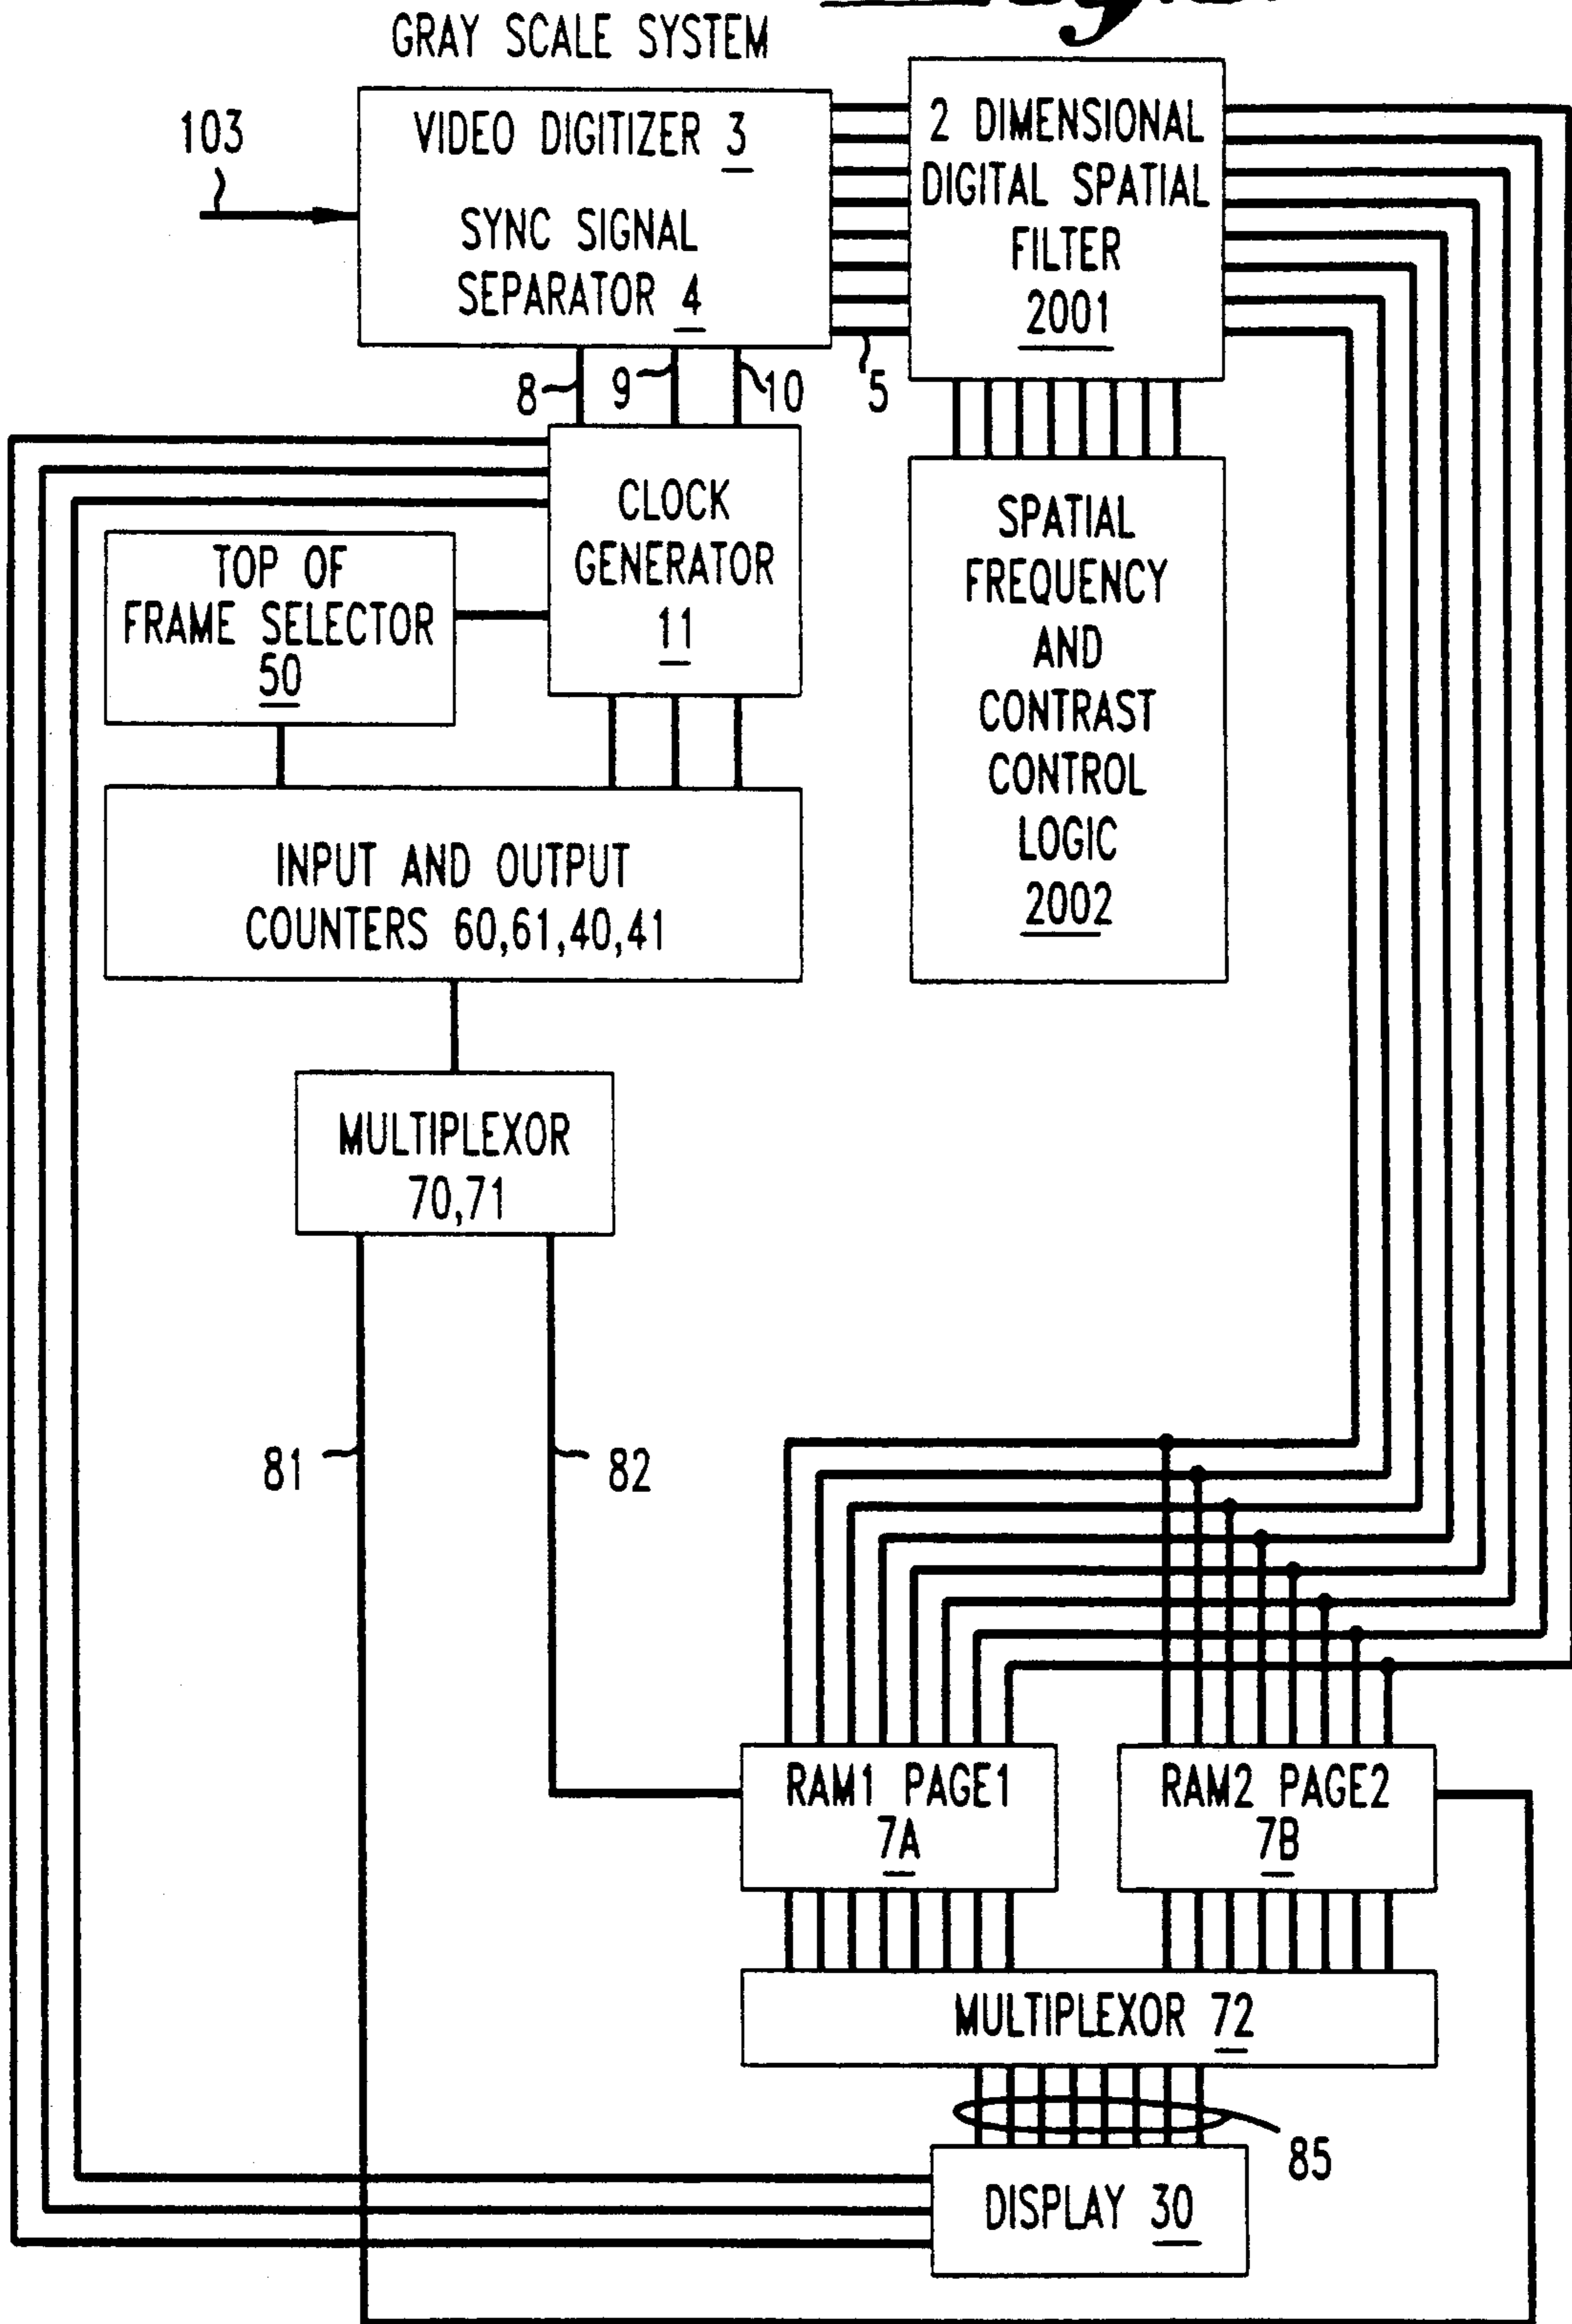 GRAY SCALE SYSTEM
103
VIDEO DIGITIZER 3
SYNC SIGNAL
SEPARATOR 4
2 DIMENSIONAL
DIGITAL SPATIAL
FILTER
2001
8
9
10
5
CLOCK
GENERATOR
11
TOP OF
FRAME SELECTOR
50
SPATIAL
FREQUENCY
AND
CONTRAST
CONTROL
LOGIC
2002
INPUT AND OUTPUT
COUNTERS 60,61,40,41
MULTIPLEXOR
70,71
81
82
RAM1 PAGE1
7A
RAM2 PAGE2
7B
MULTIPLEXOR 72
85
DISPLAY 30